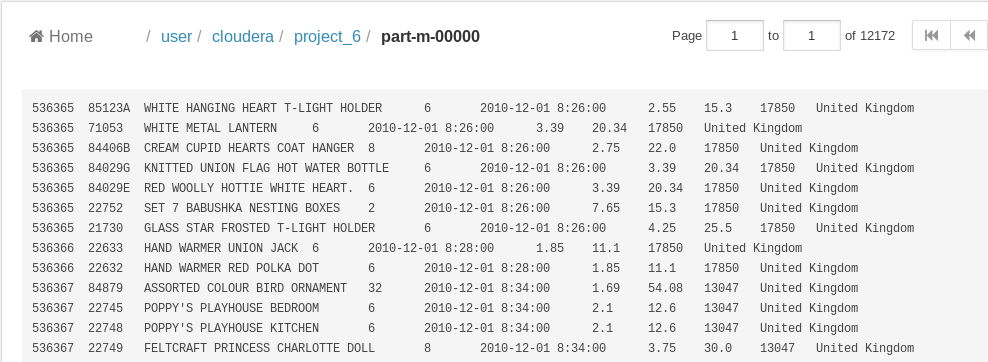 Home / user / cloudera / project_6 / part-m-00000 Page 1 to 1 of 12172
536365 85123A WHITE HANGING HEART T-LIGHT HOLDER 6 2010-12-01 8:26:00 2.55 15.3 17850 United Kingdom
536365 71053 WHITE METAL LANTERN 6 2010-12-01 8:26:00 3.39 20.34 17850 United Kingdom
536365 84406B CREAM CUPID HEARTS COAT HANGER 8 2010-12-01 8:26:00 2.75 22.0 17850 United Kingdom
536365 84029G KNITTED UNION FLAG HOT WATER BOTTLE 6 2010-12-01 8:26:00 3.39 20.34 17850 United Kingdom
536365 84029E RED WOOLLY HOTTIE WHITE HEART. 6 2010-12-01 8:26:00 3.39 20.34 17850 United Kingdom
536365 22752 SET 7 BABUSHKA NESTING BOXES 2 2010-12-01 8:26:00 7.65 15.3 17850 United Kingdom
536365 21730 GLASS STAR FROSTED T-LIGHT HOLDER 6 2010-12-01 8:26:00 4.25 25.5 17850 United Kingdom
536366 22633 HAND WARMER UNION JACK 6 2010-12-01 8:28:00 1.85 11.1 17850 United Kingdom
536366 22632 HAND WARMER RED POLKA DOT 6 2010-12-01 8:28:00 1.85 11.1 17850 United Kingdom
536367 84879 ASSORTED COLOUR BIRD ORNAMENT 32 2010-12-01 8:34:00 1.69 54.08 13047 United Kingdom
536367 22745 POPPY'S PLAYHOUSE BEDROOM 6 2010-12-01 8:34:00 2.1 12.6 13047 United Kingdom
536367 22748 POPPY'S PLAYHOUSE KITCHEN 6 2010-12-01 8:34:00 2.1 12.6 13047 United Kingdom
536367 22749 FELTCRAFT PRINCESS CHARLOTTE DOLL 8 2010-12-01 8:34:00 3.75 30.0 13047 United Kingdom